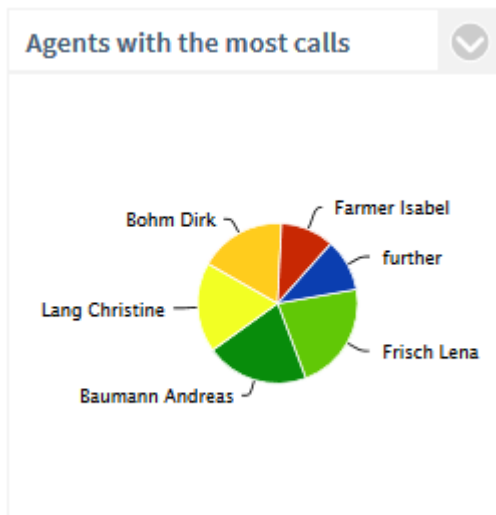 Agents with the most calls
Farmer Isabel
Bohm Dirk
further
Lang Christine
Frisch Lena
Baumann Andreas